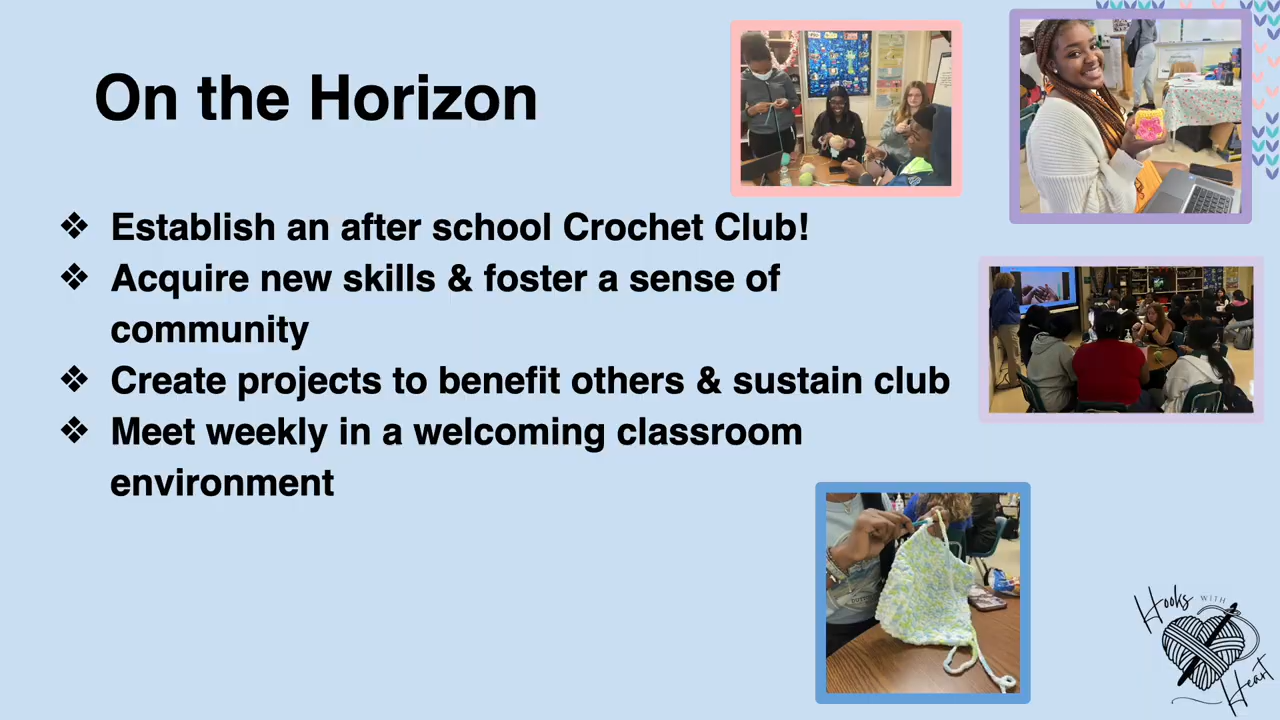 On the Horizon
❖ Establish an after school Crochet Club!
❖ Acquire new skills & foster a sense of
community
❖ Create projects to benefit others & sustain club
❖ Meet weekly in a welcoming classroom
environment
Hooks WITH
Heart